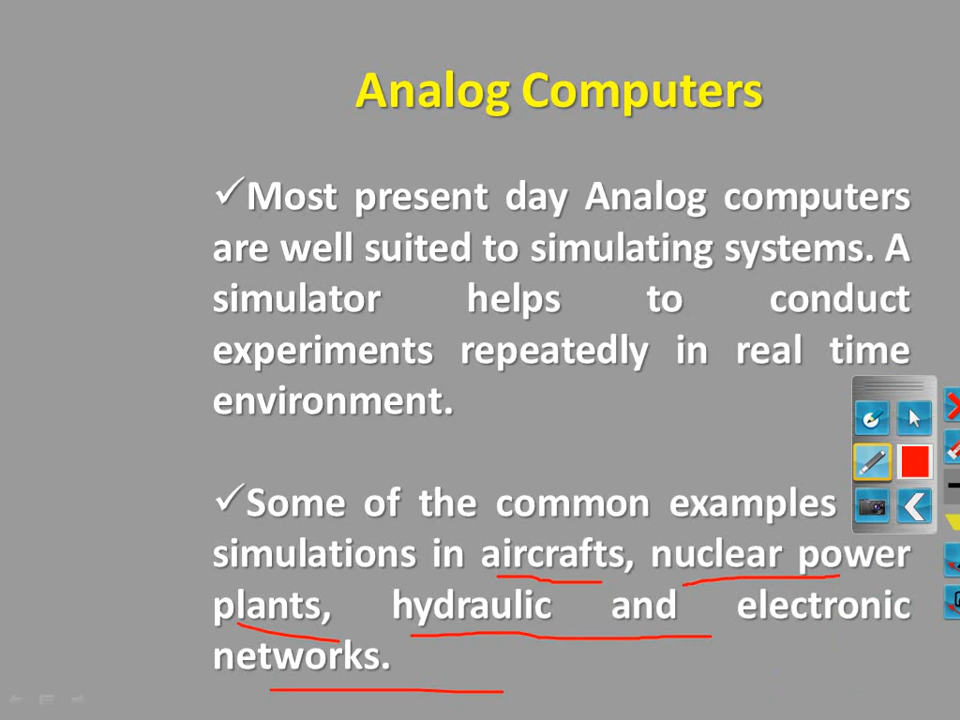 Analog Computers
✓Most present day Analog computers
are well suited to simulating systems. A
simulator helps to conduct
experiments repeatedly in real time
environment.
✓Some of the common examples
simulations in aircrafts, nuclear power
plants, hydraulic and electronic
networks.